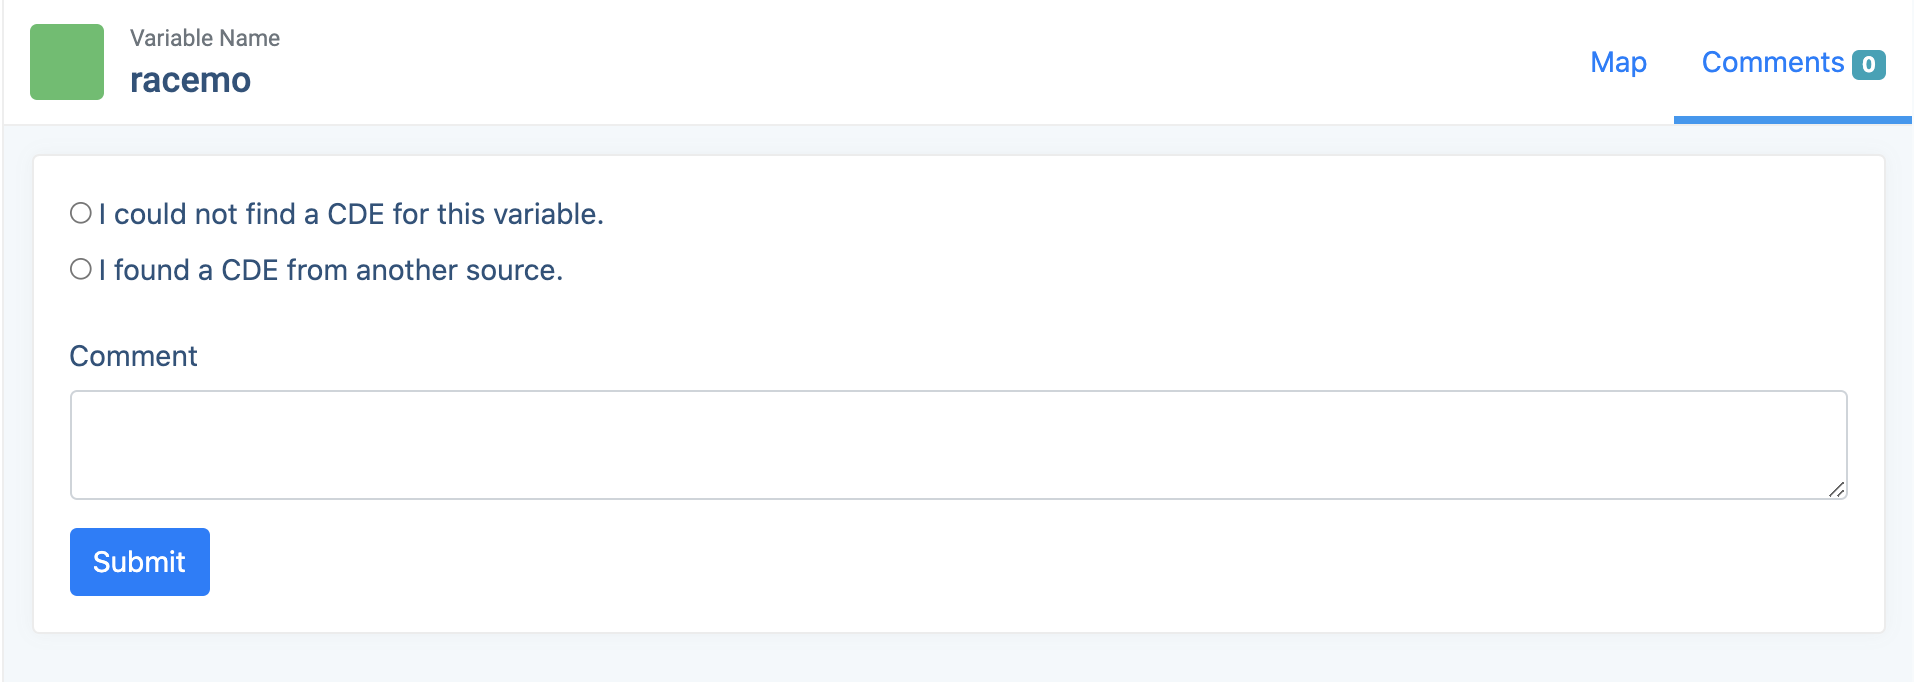 Variable Name
racemo
Map
Comments 0
I could not find a CDE for this variable.
I found a CDE from another source.
Comment
Submit